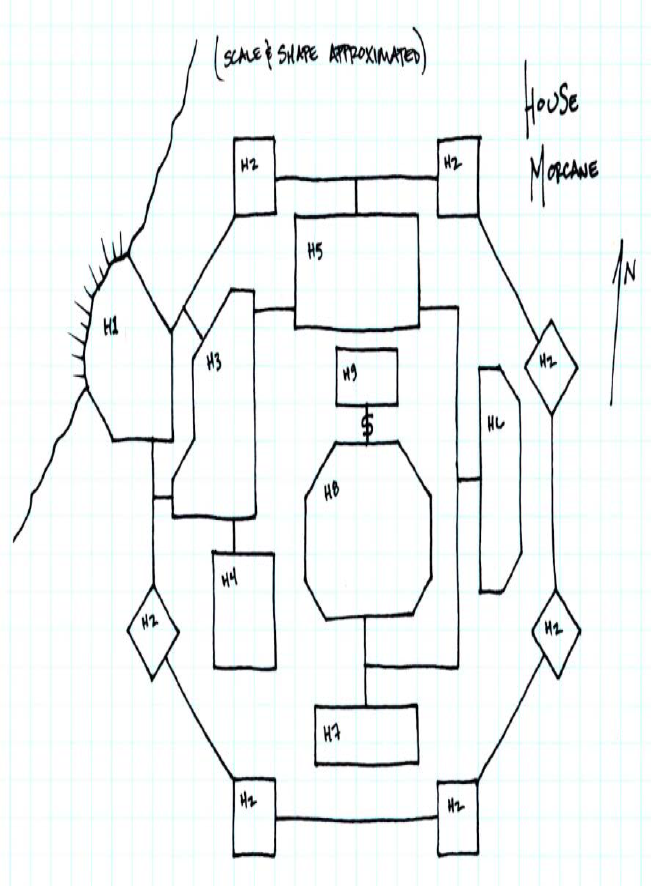 (SCALE & SHAPE APPROXIMATED)
HOUSE
MORCANE
N
H2
H2
H5
H1
H3
H9
H2
H6
$
H8
H4
H2
H2
H7
H2
H2